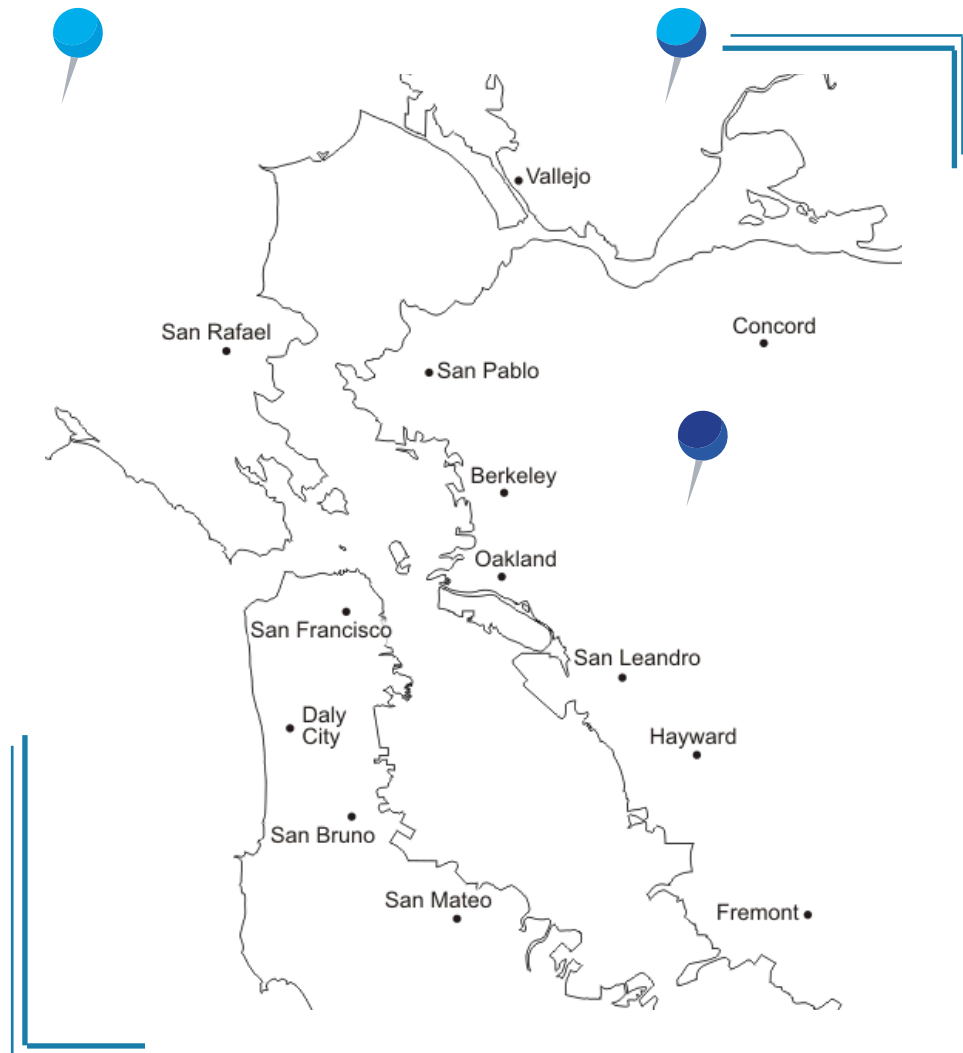 Vallejo
Concord
San Rafael
San Pablo
Berkeley
Oakland
San Francisco
San Leandro
Daly
City
Hayward
San Bruno
San Mateo
Fremont